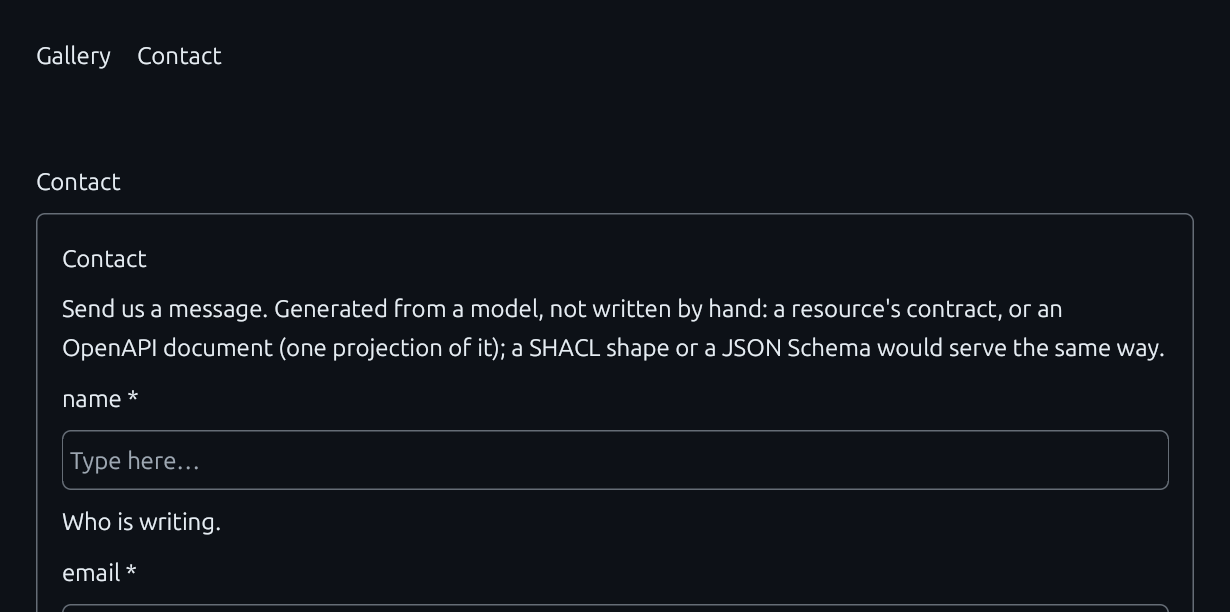 Gallery Contact
Contact
Contact
Send us a message. Generated from a model, not written by hand: a resource's contract, or an
OpenAPI document (one projection of it); a SHACL shape or a JSON Schema would serve the same way.
name *
Type here...
Who is writing.
email *